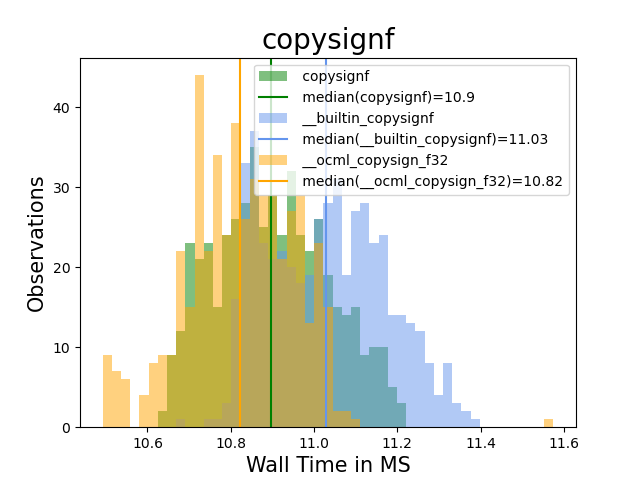 copysignf
copysignf
median(copysignf)=10.9
__builtin_copysignf
median(__builtin_copysignf)=11.03
__ocml_copysign_f32
median(__ocml_copysign_f32)=10.82
Observations
40
30
20
10
0
10.6 10.8 11.0 11.2 11.4 11.6
Wall Time in MS